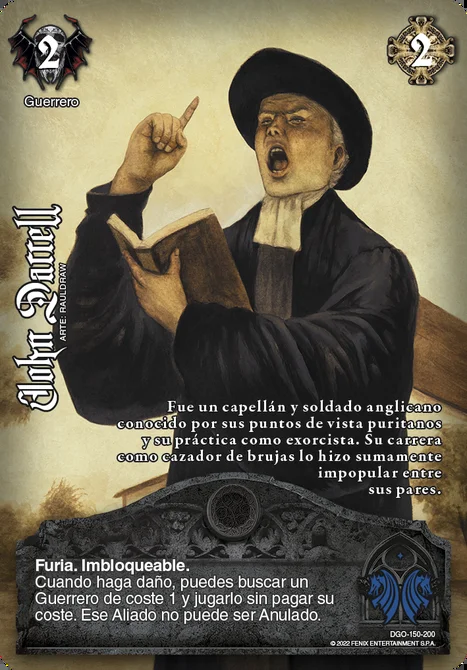 2
2
Guerrero
John Darrell
ARTE: RAULDRAW
Fue un capellán y soldado anglicano
conocido por sus puntos de vista puritanos
y su práctica como exorcista. Su carrera
como cazador de brujas lo hizo sumamente
impopular entre
sus pares.
Furia. Imbloqueable.
Cuando haga daño, puedes buscar un
Guerrero de coste 1 y jugarlo sin pagar su
coste. Ese Aliado no puede ser Anulado.
DGO-150-200
© 2022 FENIX ENTERTAINMENT S.P.A.